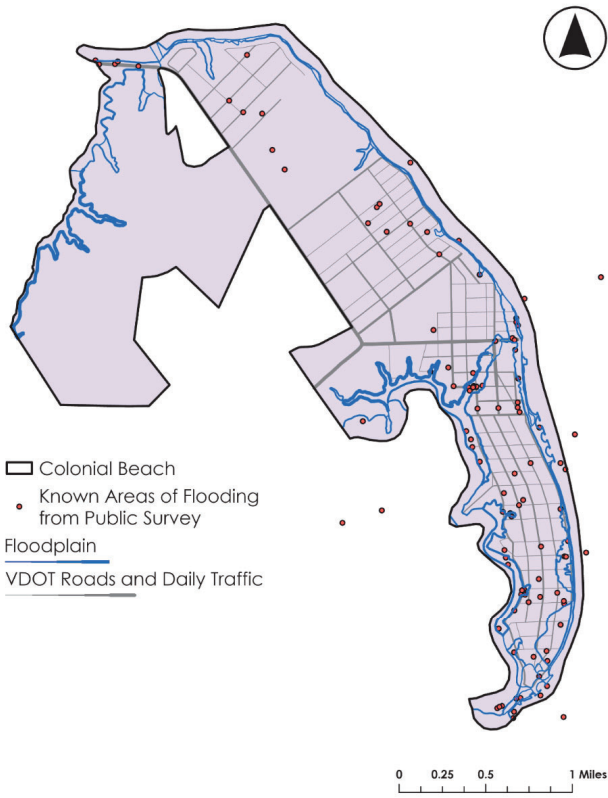 Colonial Beach
Known Areas of Flooding
from Public Survey
Floodplain
VDOT Roads and Daily Traffic
0 0.25 0.5 1 Miles